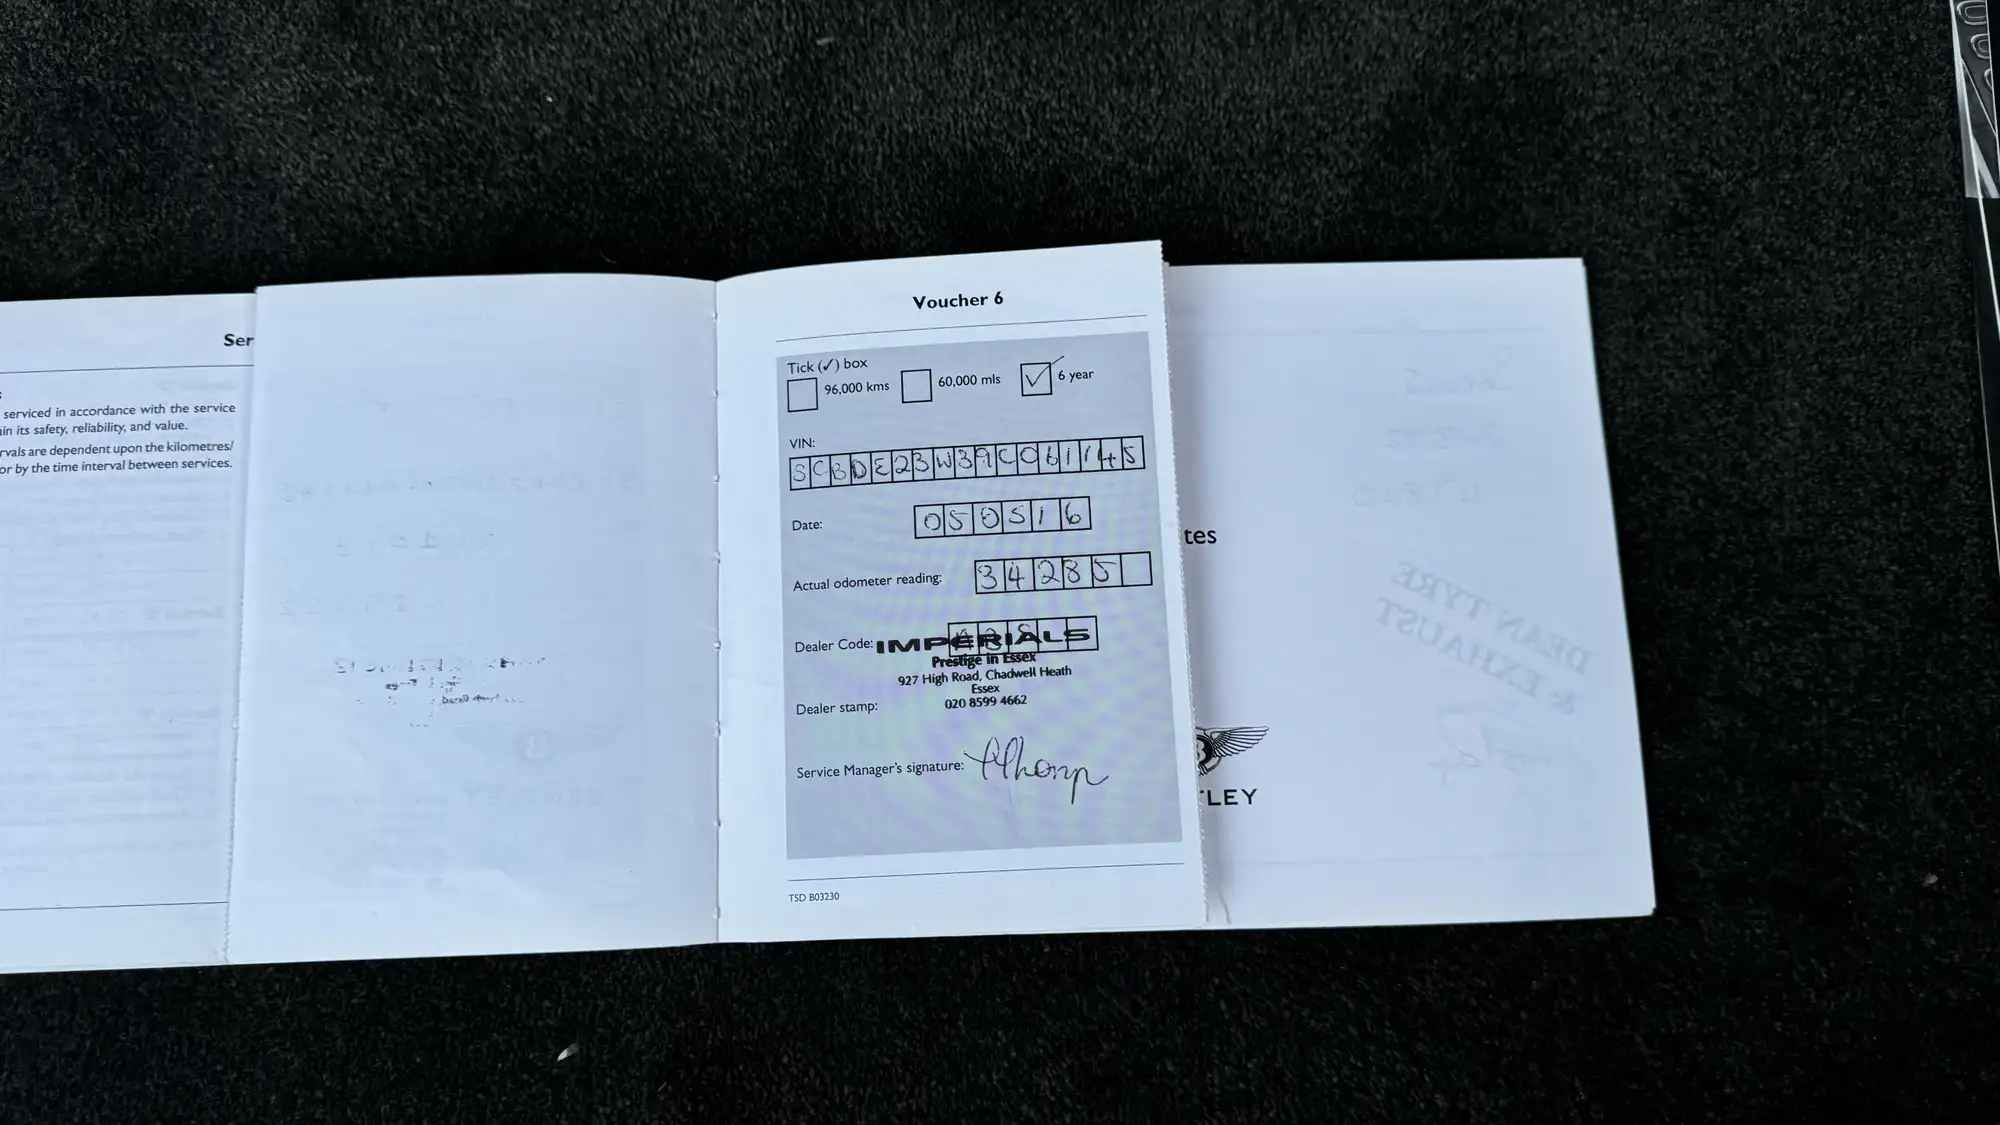 Ser
serviced in accordance with the service
in its safety, reliability, and value.
rvals are dependent upon the kilometres/
or by the time interval between services.
Voucher 6
Tick (✓) box
96,000 kms
60,000 mls
✓ 6 year
VIN:
SCBDE23W39C061145
Date:
050516
Actual odometer reading:
34285
Dealer Code:
IMPERIALS
Prestige in Essex
927 High Road, Chadwell Heath
Essex
020 8599 4662
Dealer stamp:
Service Manager's signature:
TSD B03230
tes
B
TLEY
DEAN TYRE
& EXHAUST